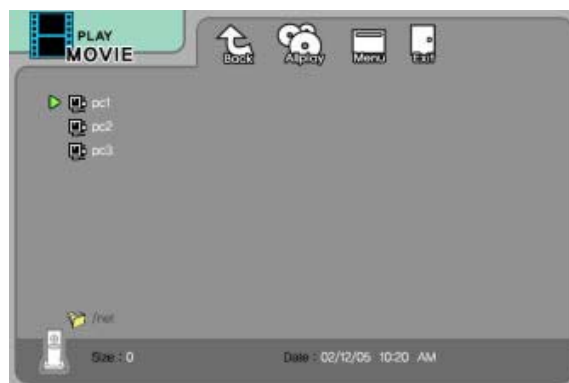 PLAY
MOVIE
Back Allplay Menu Exit
pc1
pc2
pc3
/net
Size : 0 Date : 02/12/05 10:20 AM